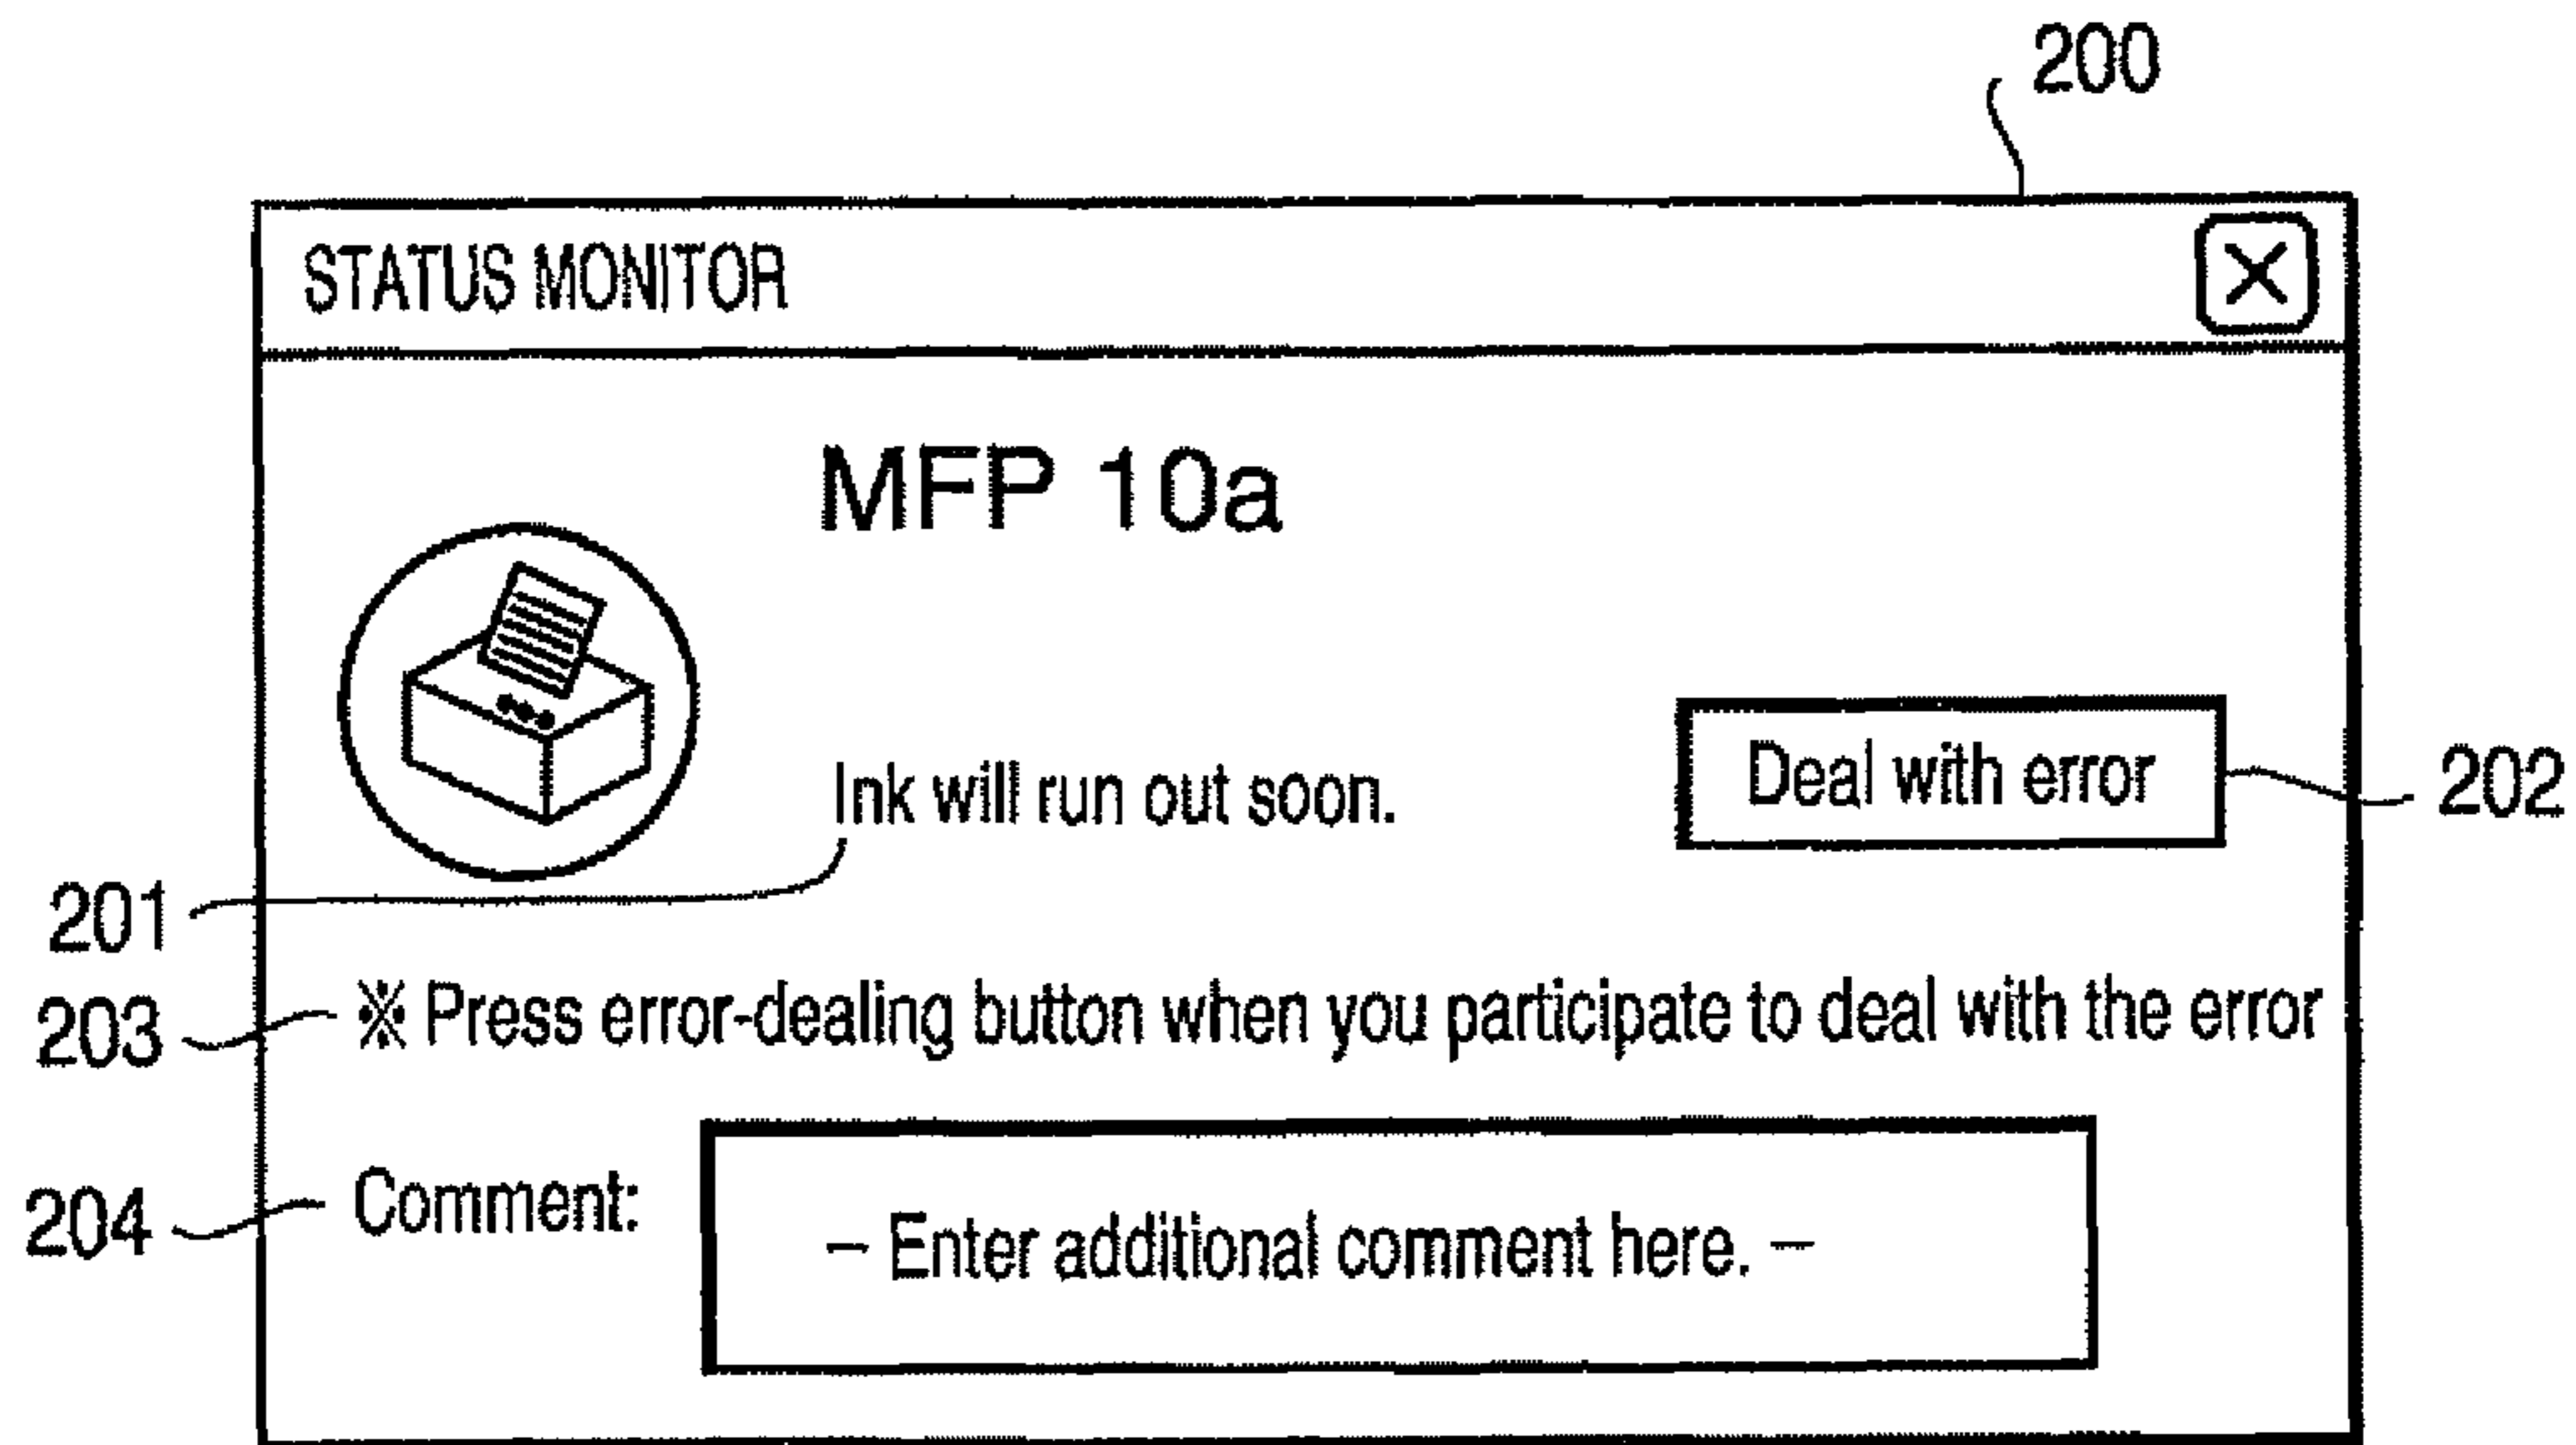 200
STATUS MONITOR
MFP 10a
Deal with error
202
Ink will run out soon.
201
203
※ Press error-dealing button when you participate to deal with the error
204
Comment:
– Enter additional comment here. –